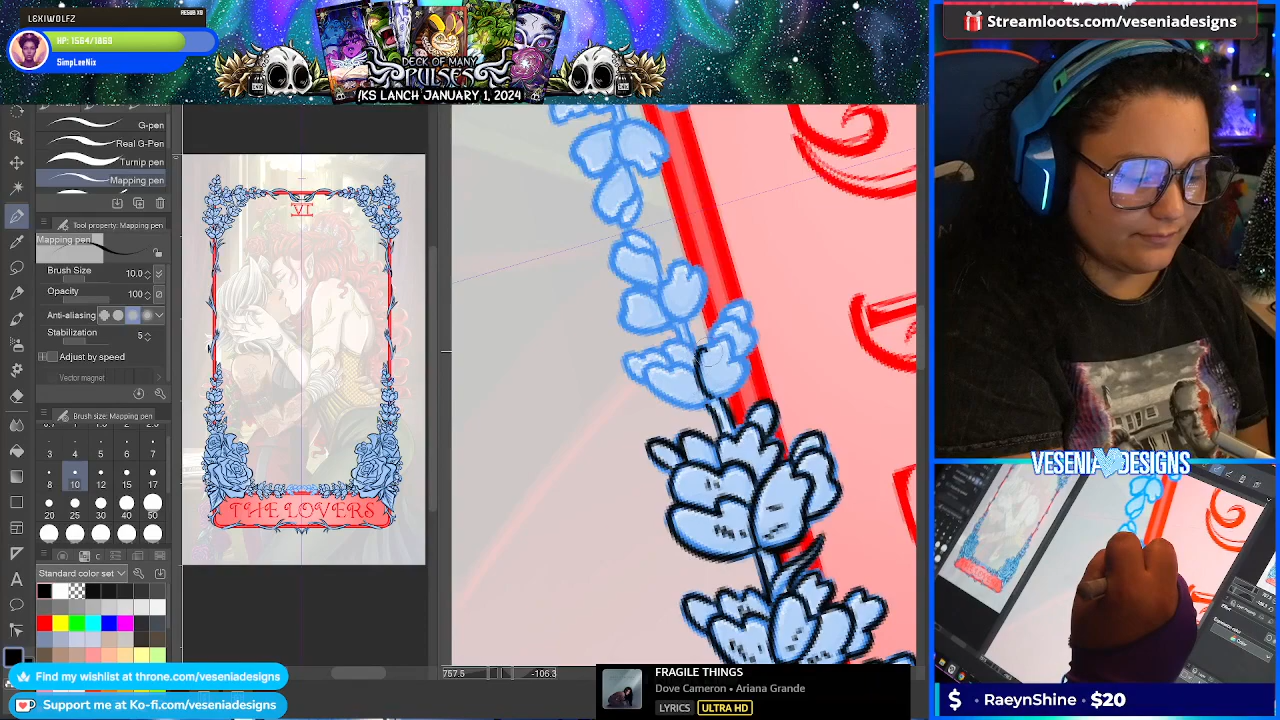 LEXIWOLFZ
HP: 1564/1869
SimpLeeNix
DECK OF MANY
PULSES
!KS LANCH JANUARY 1, 2024
Streamloots.com/veseniadesigns
G-pen
Real G-Pen
Turnip pen
Mapping pen
Tool property: Mapping pen
Mapping pen
Brush Size 10.0
Opacity 100
Anti-aliasing
Stabilization 5
Adjust by speed
Vector magnet
Brush size: Mapping pen
3 4 5 6 7
8 10 12 15 17
20 25 30 40 50
Standard color set
VI
THE LOVERS
757.5 -106.3
VESENIA DESIGNS
Find my wishlist at throne.com/veseniadesigns
Support me at Ko-fi.com/veseniadesigns
FRAGILE THINGS
Dove Cameron • Ariana Grande
LYRICS ULTRA HD
$ • RaeynShine • $20